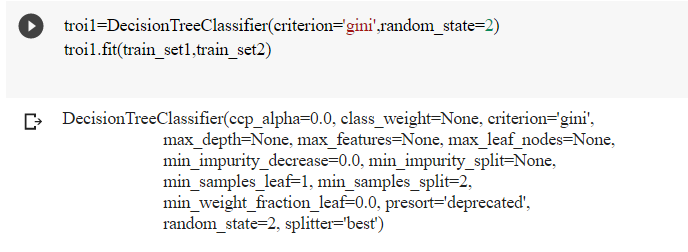 troi1=DecisionTreeClassifier(criterion='gini',random_state=2)
troi1.fit(train_set1,train_set2)
DecisionTreeClassifier(ccp_alpha=0.0, class_weight=None, criterion='gini',
max_depth=None, max_features=None, max_leaf_nodes=None,
min_impurity_decrease=0.0, min_impurity_split=None,
min_samples_leaf=1, min_samples_split=2,
min_weight_fraction_leaf=0.0, presort='deprecated',
random_state=2, splitter='best')